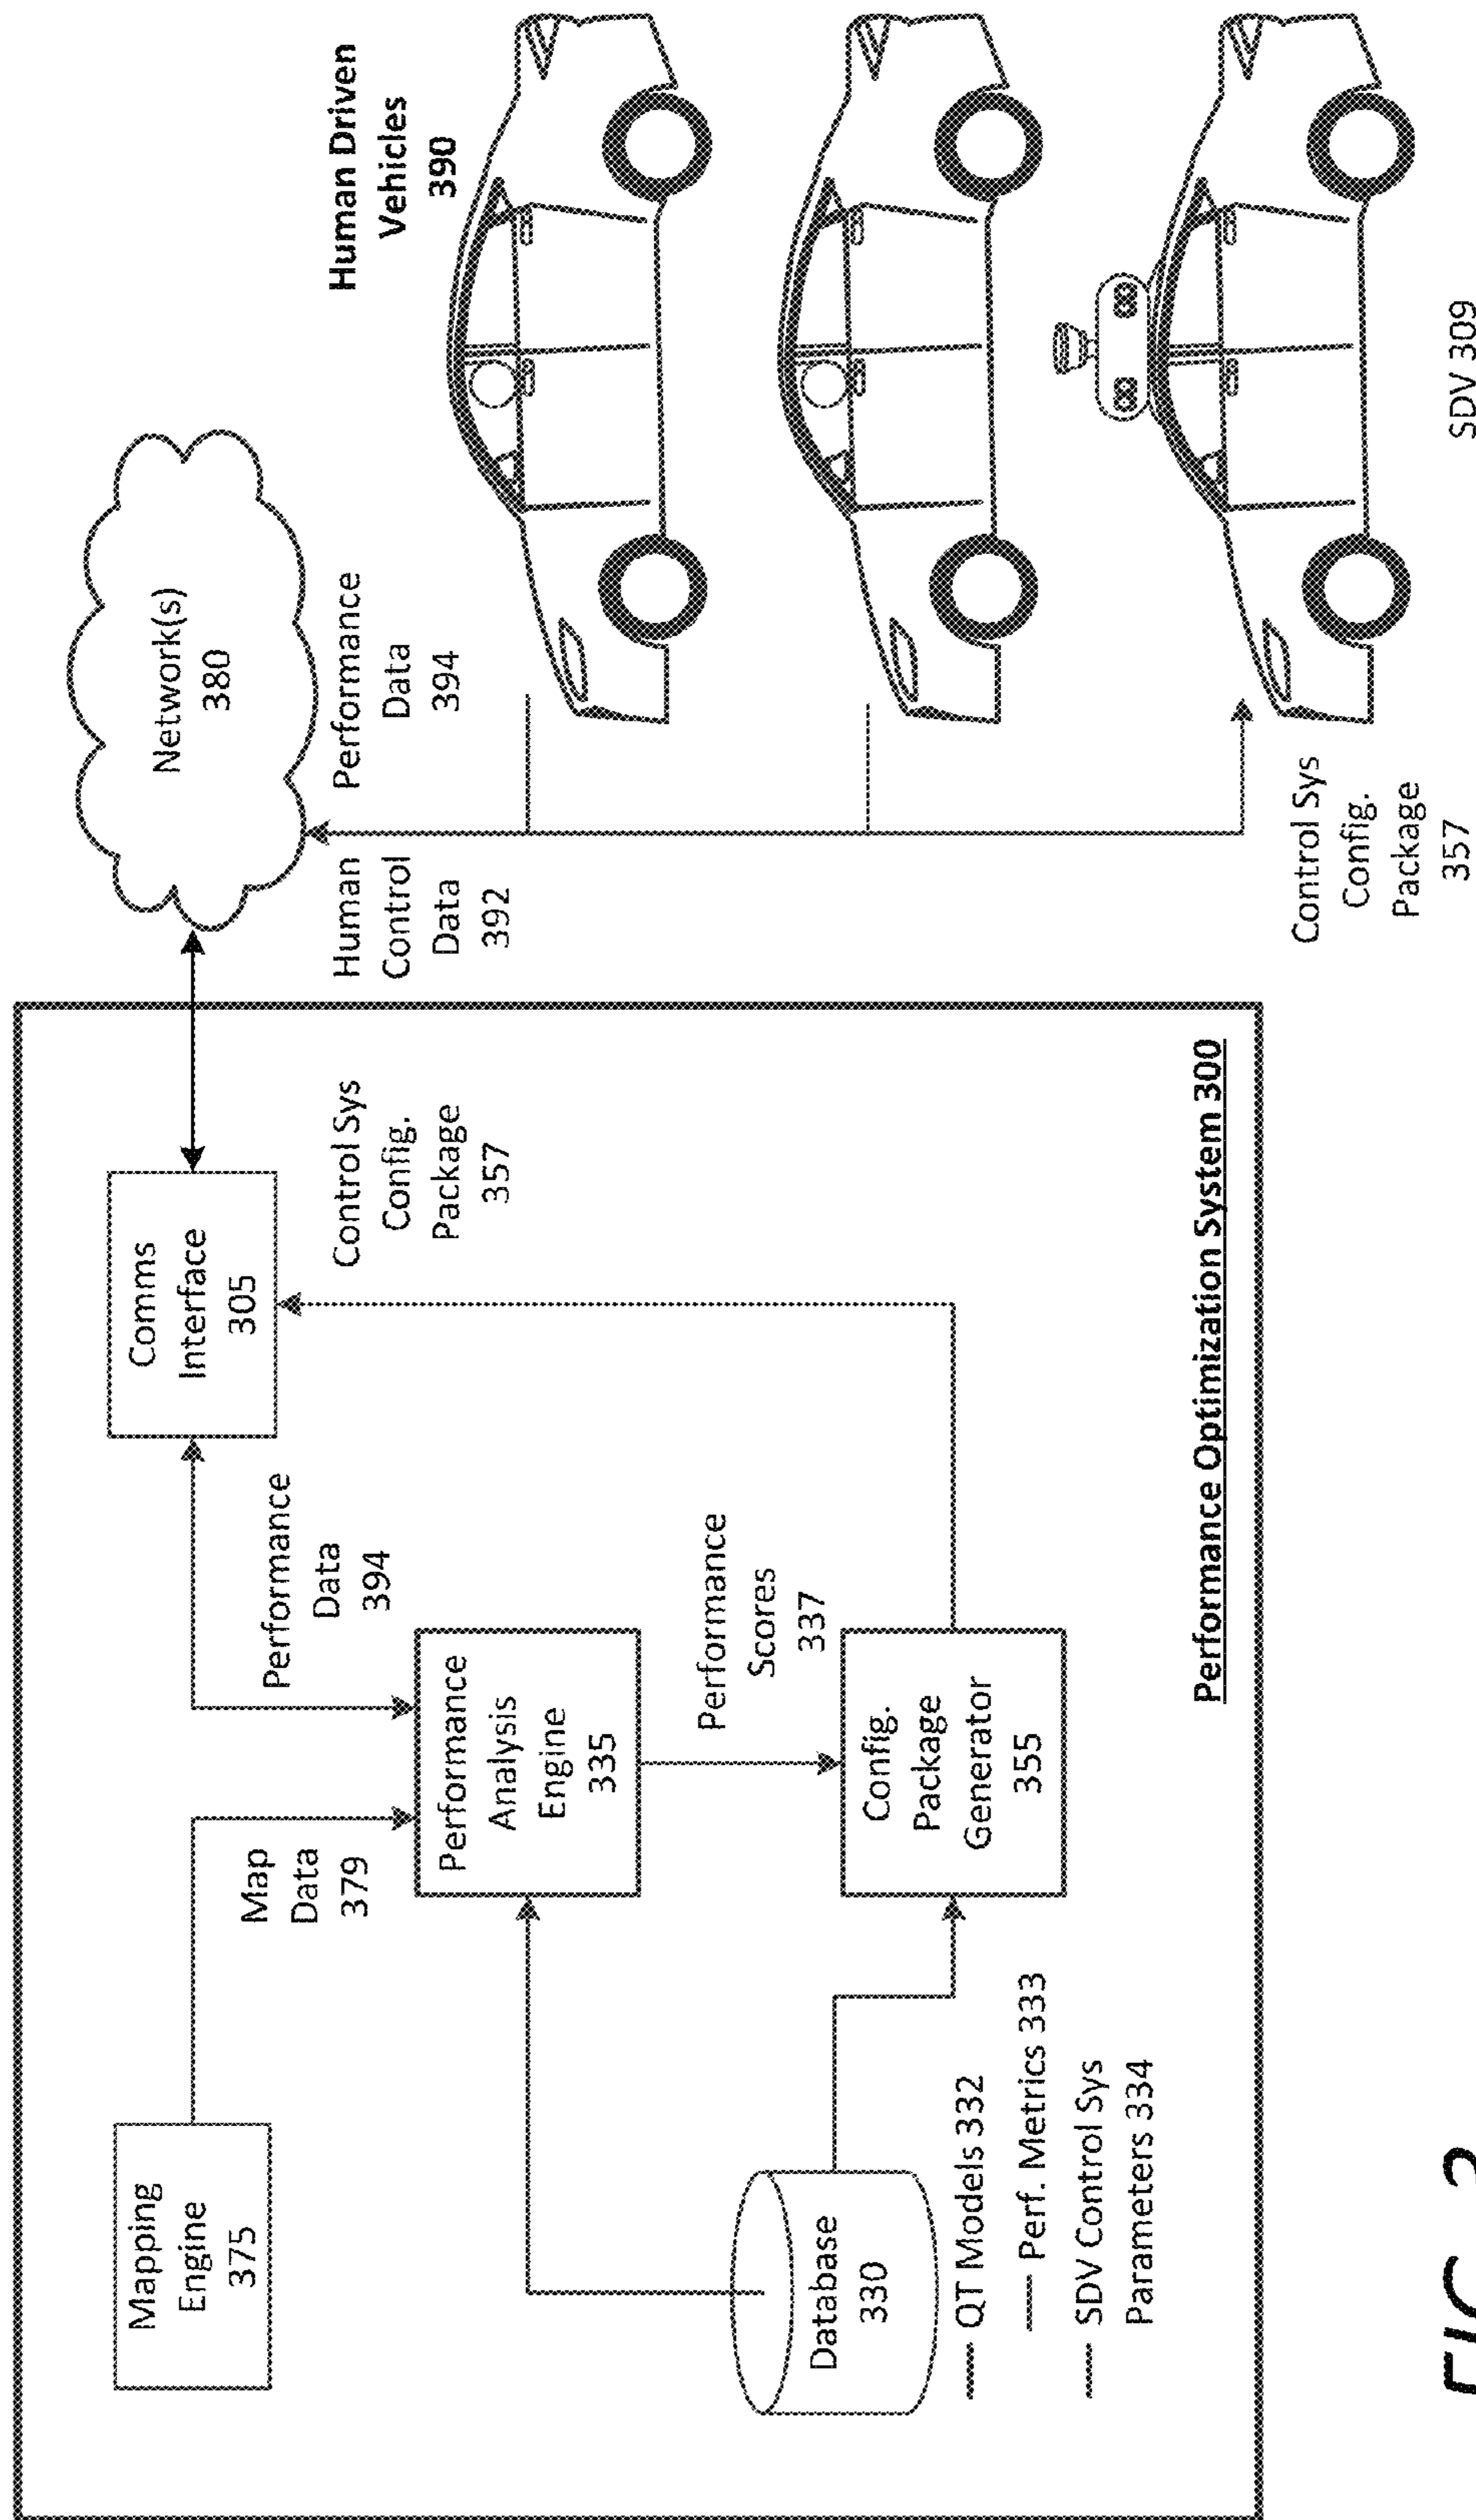 Mapping
Engine
375
Map
Data
379
Performance
Data
394
Comms
Interface
305
Network(s)
380
Performance
Analysis
Engine
335
Control Sys
Config.
Package
357
Human
Control
Data
392
Performance
Data
394
Human Driven
Vehicles
390
Performance
Scores
337
Database
330
Config.
Package
Generator
355
QT Models 332
Perf. Metrics 333
SDV Control Sys
Parameters 334
Performance Optimization System 300
Control Sys
Config.
Package
357
SDV 309
FIG. 3